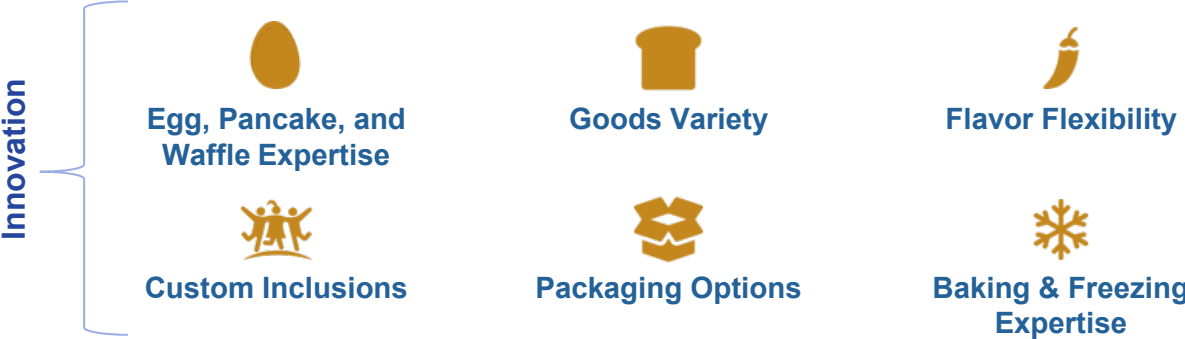 Innovation
Egg, Pancake, and
Waffle Expertise
Goods Variety
Flavor Flexibility
Custom Inclusions
Packaging Options
Baking & Freezing
Expertise